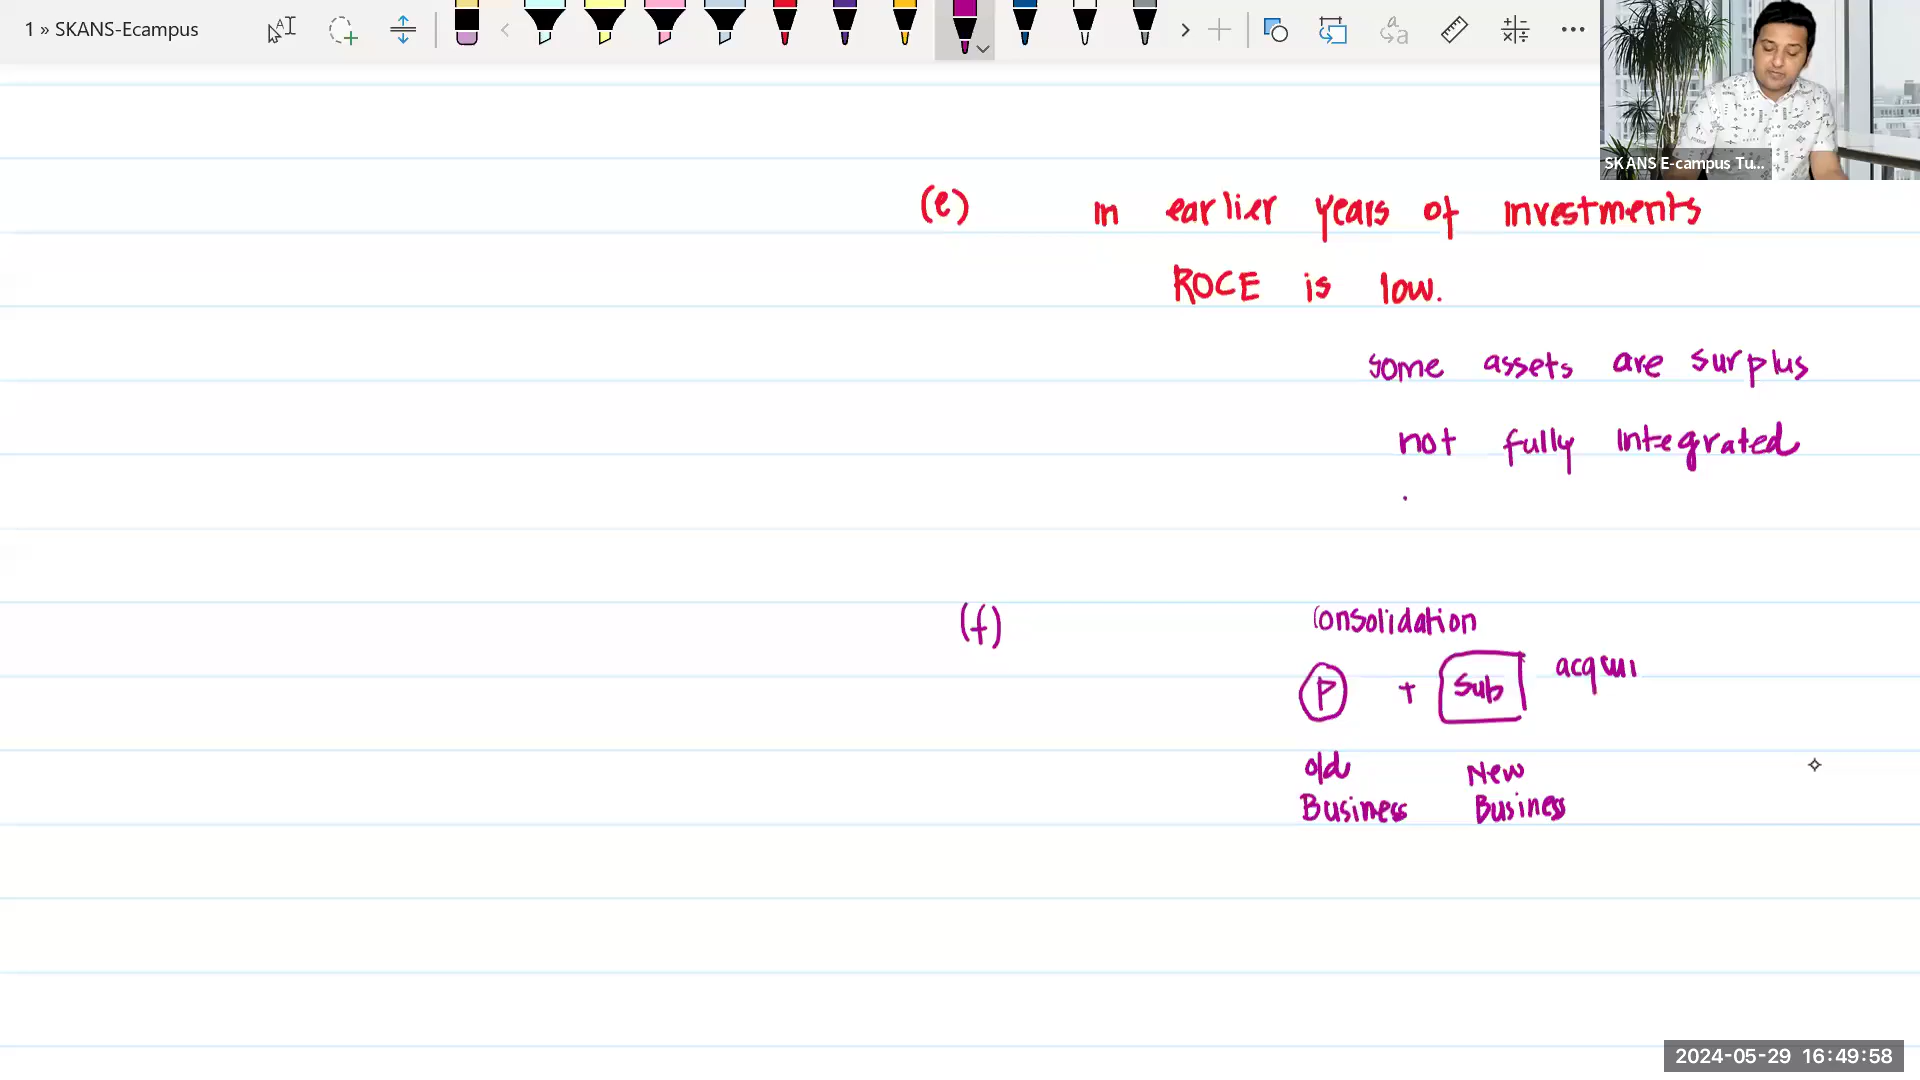 1 » SKANS-Ecampus
SKANS E-campus Tu...
(e) in earlier years of investments
ROCE is low.
some assets are surplus
not fully integrated
(f) Consolidation
P + Sub acqui
old New
Business Business
2024-05-29 16:49:58